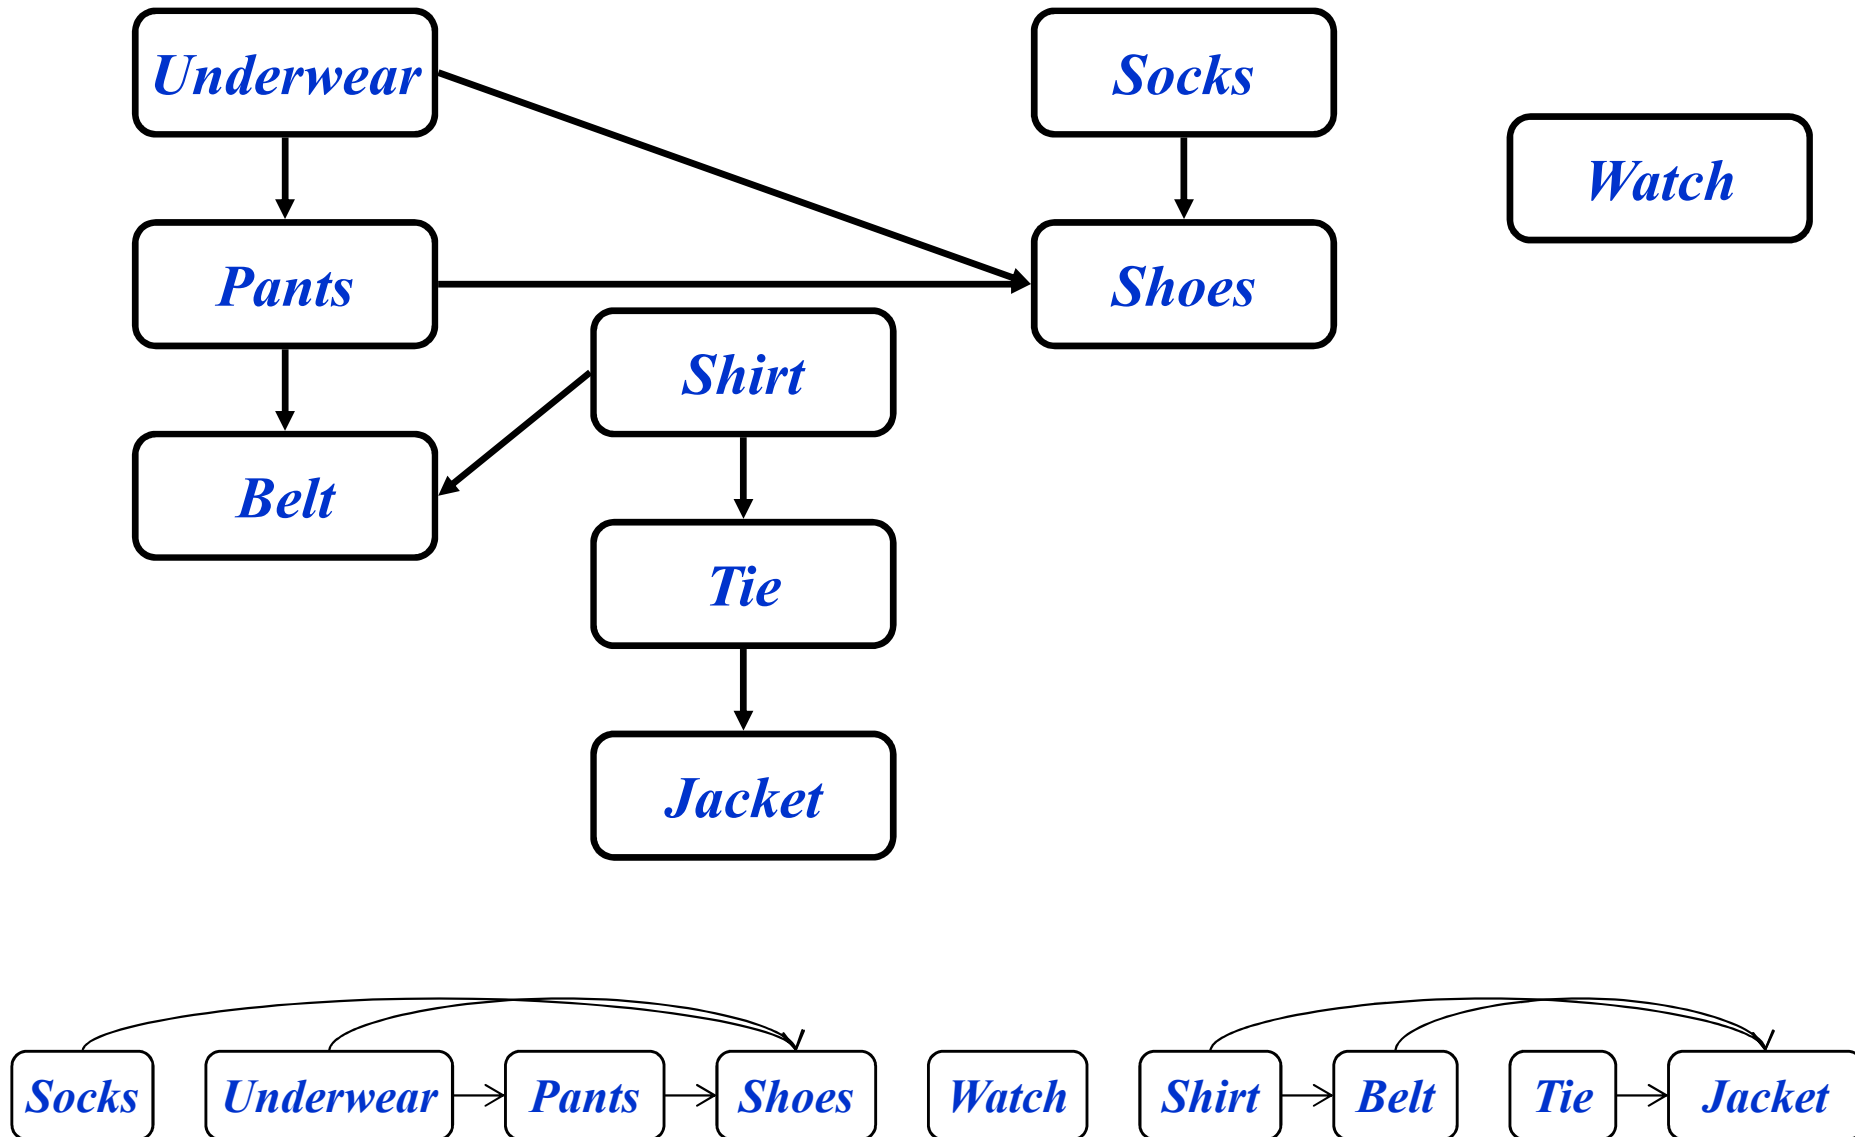 Underwear
Socks
Watch
Pants
Shoes
Shirt
Belt
Tie
Jacket
Socks Underwear Pants Shoes Watch Shirt Belt Tie Jacket